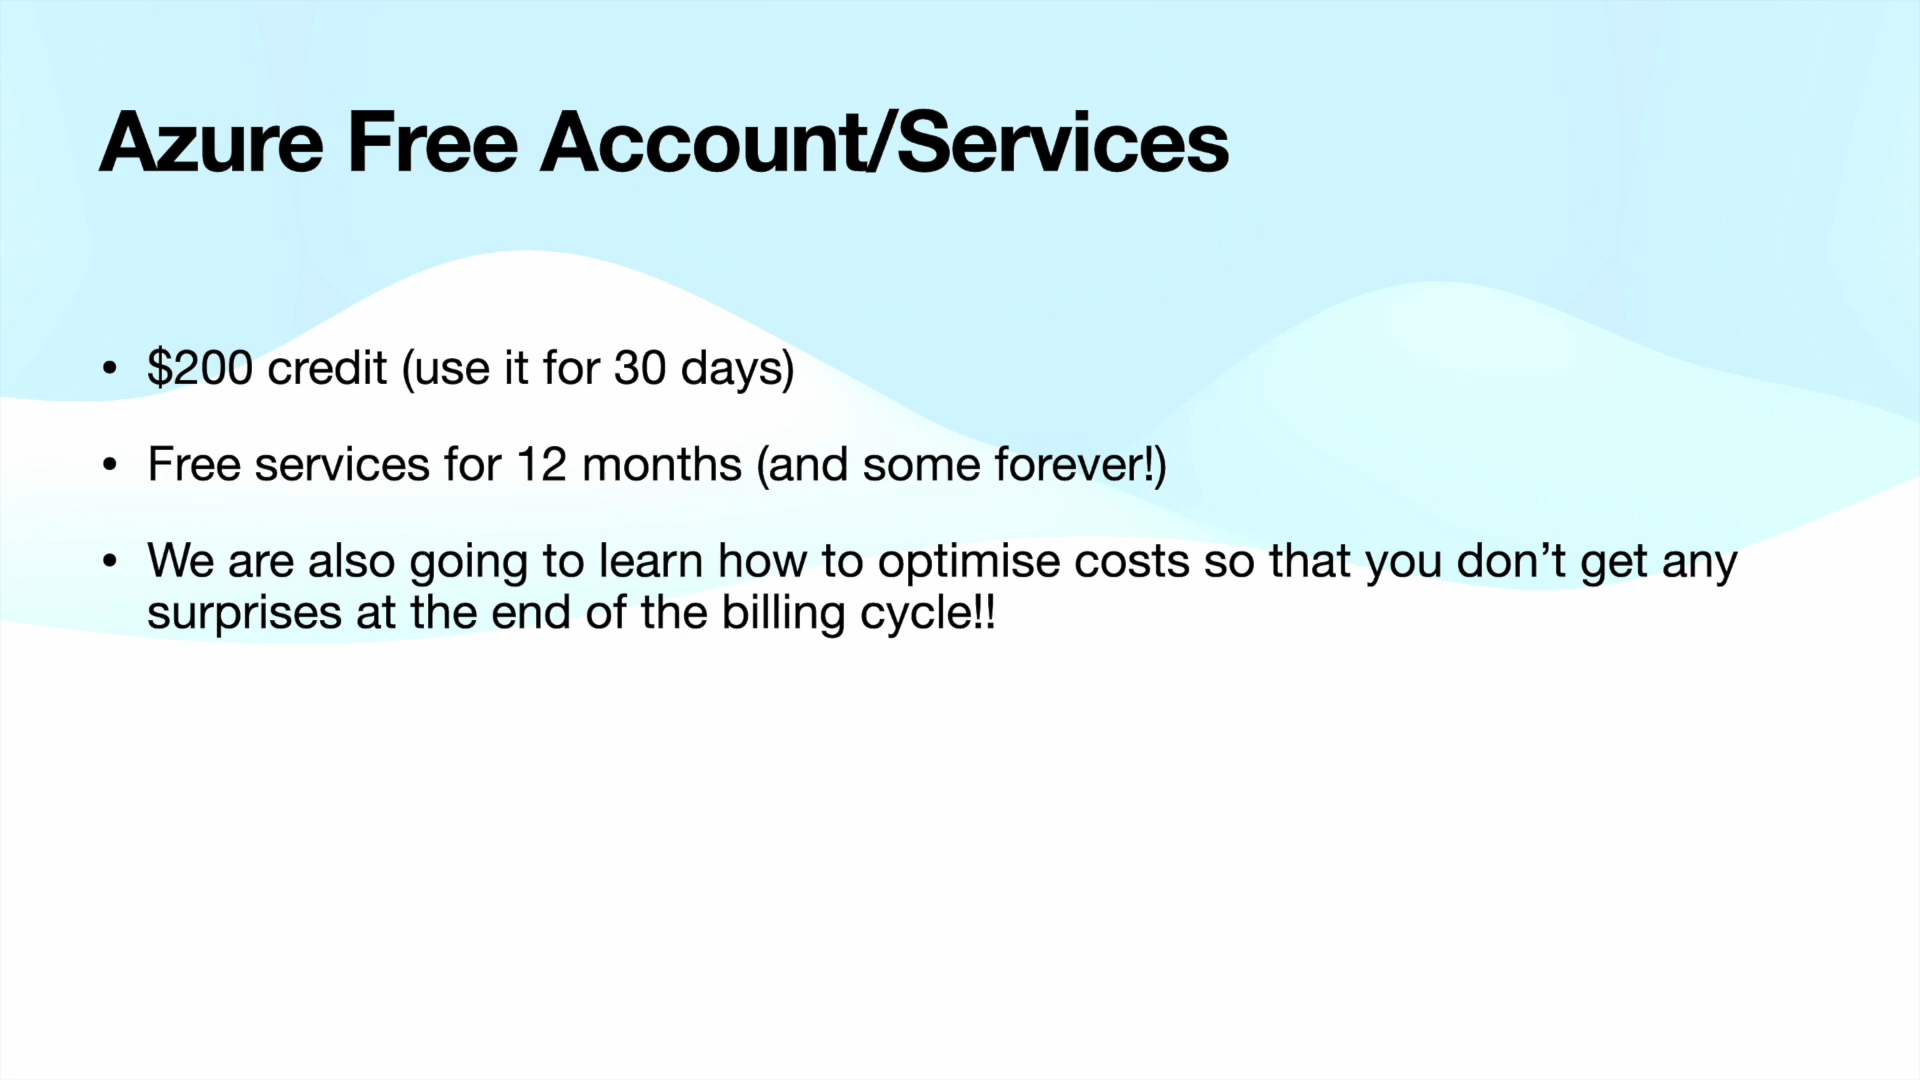 Azure Free Account/Services
• $200 credit (use it for 30 days)
• Free services for 12 months (and some forever!)
• We are also going to learn how to optimise costs so that you don’t get any
surprises at the end of the billing cycle!!